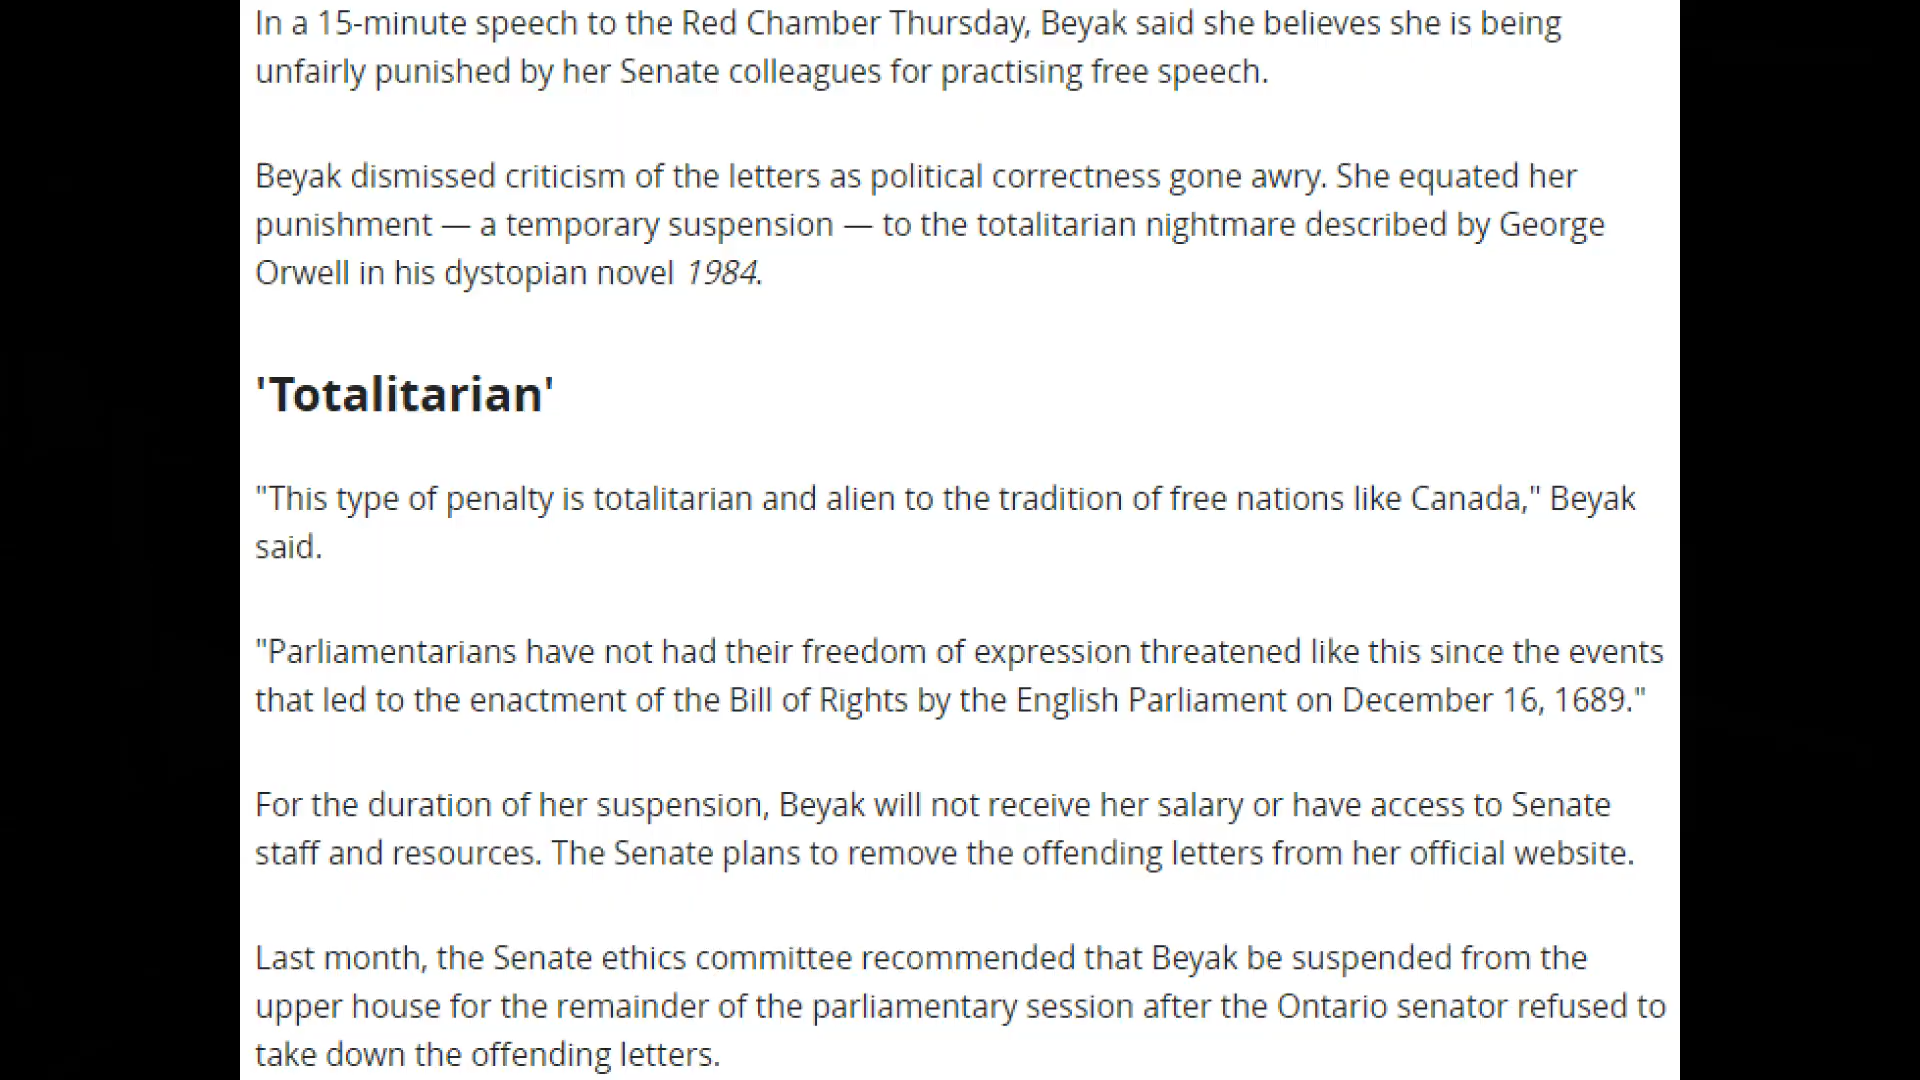 In a 15-minute speech to the Red Chamber Thursday, Beyak said she believes she is being
unfairly punished by her Senate colleagues for practising free speech.
Beyak dismissed criticism of the letters as political correctness gone awry. She equated her
punishment — a temporary suspension — to the totalitarian nightmare described by George
Orwell in his dystopian novel 1984.
'Totalitarian'
"This type of penalty is totalitarian and alien to the tradition of free nations like Canada," Beyak
said.
"Parliamentarians have not had their freedom of expression threatened like this since the events
that led to the enactment of the Bill of Rights by the English Parliament on December 16, 1689."
For the duration of her suspension, Beyak will not receive her salary or have access to Senate
staff and resources. The Senate plans to remove the offending letters from her official website.
Last month, the Senate ethics committee recommended that Beyak be suspended from the
upper house for the remainder of the parliamentary session after the Ontario senator refused to
take down the offending letters.